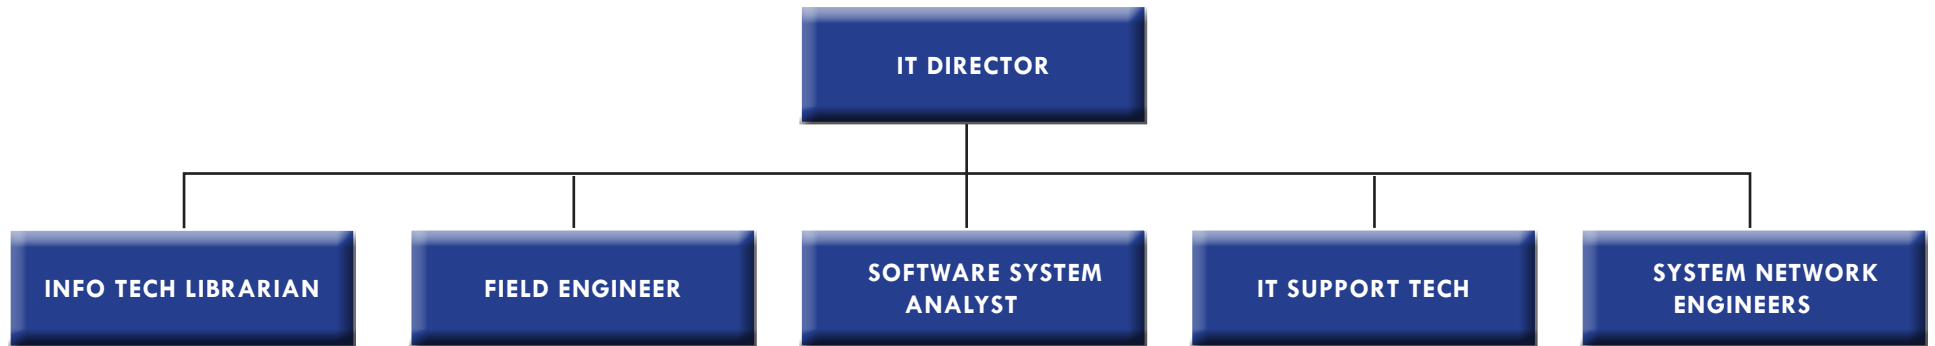 IT DIRECTOR
INFO TECH LIBRARIAN
FIELD ENGINEER
SOFTWARE SYSTEM
ANALYST
IT SUPPORT TECH
SYSTEM NETWORK
ENGINEERS